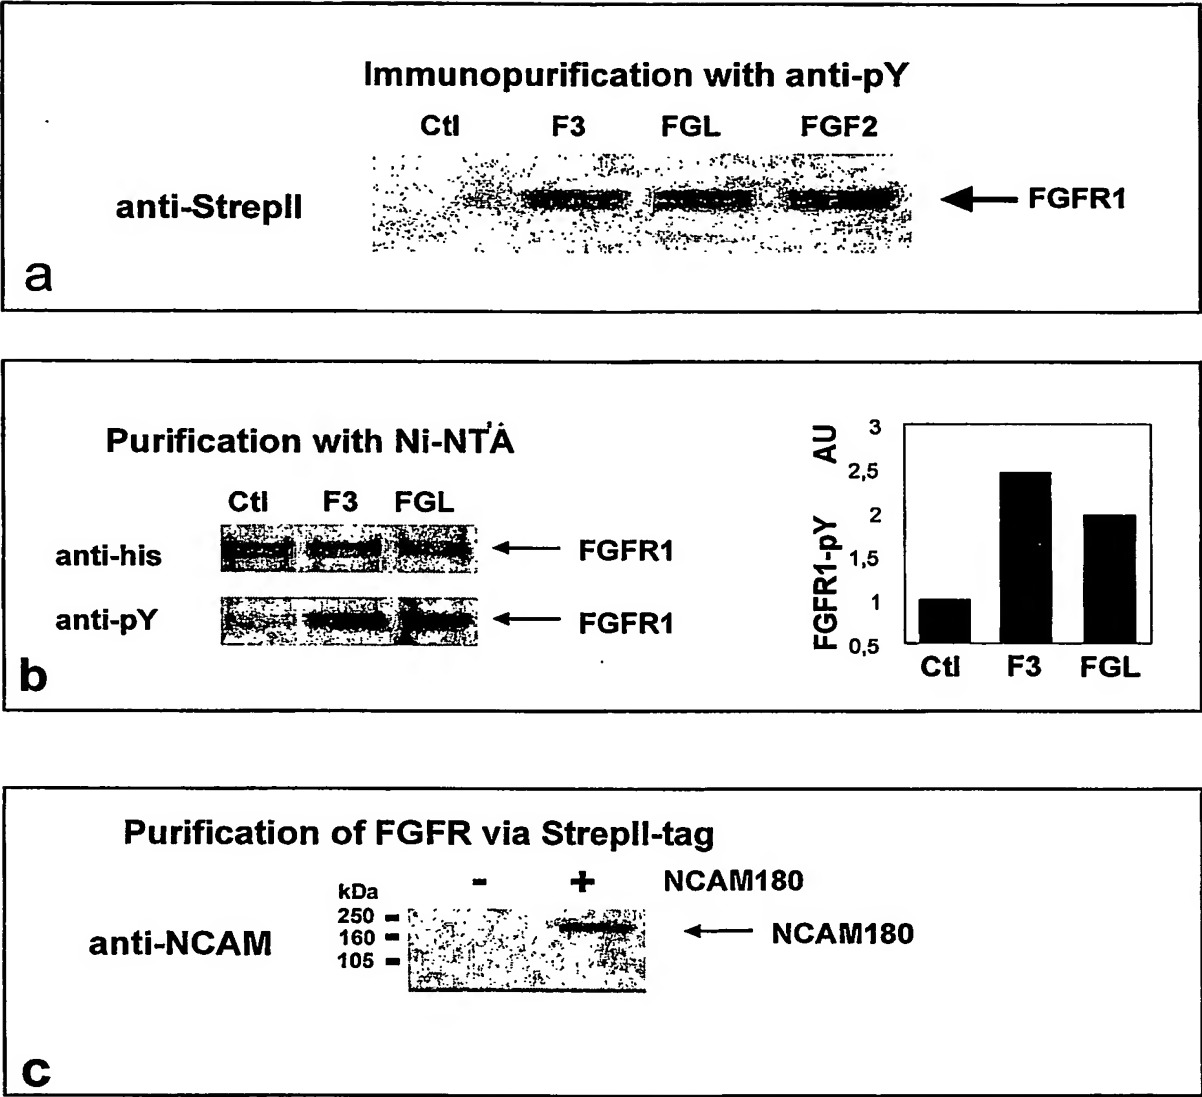 Immunopurification with anti-pY
Ctl F3 FGL FGF2
anti-StrepII
FGFR1
a
Purification with Ni-NTA
Ctl F3 FGL
anti-his
FGFR1
anti-pY
FGFR1
b
FGFR1-pY AU
3
2,5
2
1,5
1
0,5
Ctl F3 FGL
Purification of FGFR via StrepII-tag
- + NCAM180
kDa
250
160
105
anti-NCAM
NCAM180
c